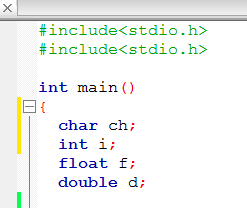 #include<stdio.h>
#include<stdio.h>
int main()
{
char ch;
int i;
float f;
double d;